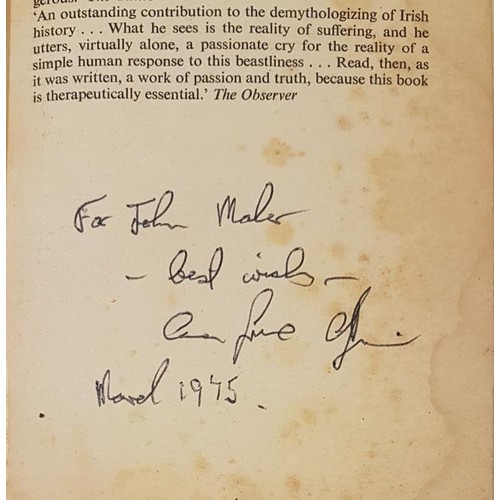 'An outstanding contribution to the demythologizing of Irish
history . . . What he sees is the reality of suffering, and he
utters, virtually alone, a passionate cry for the reality of a
simple human response to this beastliness . . . Read, then, as
it was written, a work of passion and truth, because this book
is therapeutically essential.' The Observer
For John Maher
- best wishes -
March 1975.